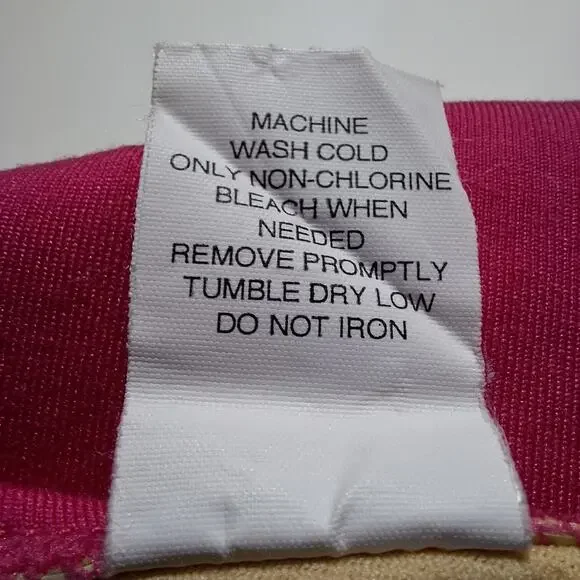 MACHINE
WASH COLD
ONLY NON-CHLORINE
BLEACH WHEN
NEEDED
REMOVE PROMPTLY
TUMBLE DRY LOW
DO NOT IRON